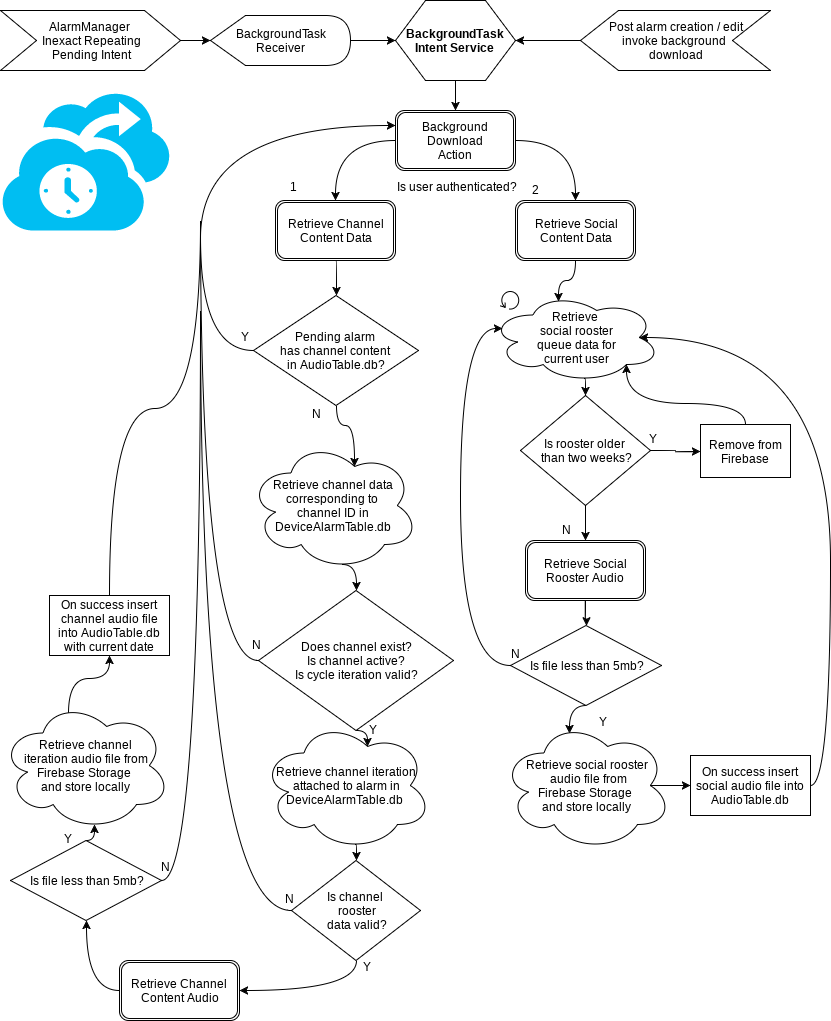 AlarmManager
Inexact Repeating
Pending Intent
BackgroundTask
Receiver
BackgroundTask
Intent Service
Post alarm creation / edit
invoke background
download
Background
Download
Action
Is user authenticated?
1
2
Retrieve Channel
Content Data
Retrieve Social
Content Data
Pending alarm
has channel content
in AudioTable.db?
Y
N
Retrieve
social rooster
queue data for
current user
Is rooster older
than two weeks?
Y
Remove from
Firebase
N
Retrieve channel data
corresponding to
channel ID in
DeviceAlarmTable.db
Retrieve Social
Rooster Audio
Does channel exist?
Is channel active?
Is cycle iteration valid?
N
Y
Is file less than 5mb?
N
Y
On success insert
channel audio file
into AudioTable.db
with current date
Retrieve channel
iteration audio file from
Firebase Storage
and store locally
Retrieve channel iteration
attached to alarm in
DeviceAlarmTable.db
Retrieve social rooster
audio file from
Firebase Storage
and store locally
On success insert
social audio file into
AudioTable.db
Y
Is file less than 5mb?
N
Is channel
rooster
data valid?
N
Y
Retrieve Channel
Content Audio